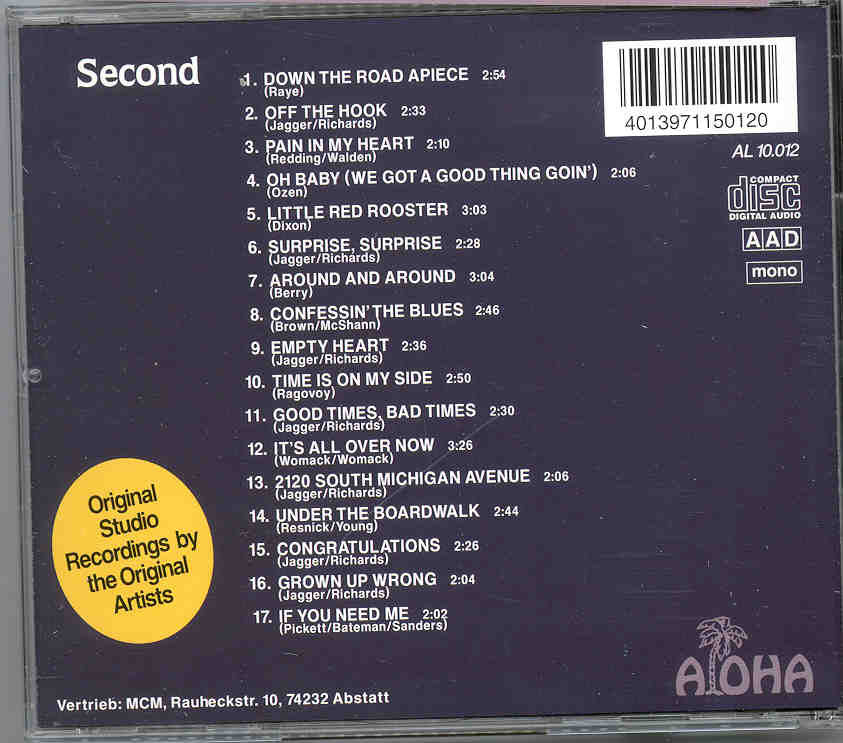 Second
1. DOWN THE ROAD APIECE 2:54
(Raye)
2. OFF THE HOOK 2:33
(Jagger/Richards)
3. PAIN IN MY HEART 2:10
(Redding/Walden)
4. OH BABY (WE GOT A GOOD THING GOIN') 2:06
(Ozen)
5. LITTLE RED ROOSTER 3:03
(Dixon)
6. SURPRISE, SURPRISE 2:28
(Jagger/Richards)
7. AROUND AND AROUND 3:04
(Berry)
8. CONFESSIN' THE BLUES 2:46
(Brown/McShann)
9. EMPTY HEART 2:36
(Jagger/Richards)
10. TIME IS ON MY SIDE 2:50
(Ragovoy)
11. GOOD TIMES, BAD TIMES 2:30
(Jagger/Richards)
12. IT'S ALL OVER NOW 3:26
(Womack/Womack)
13. 2120 SOUTH MICHIGAN AVENUE 2:06
(Jagger/Richards)
14. UNDER THE BOARDWALK 2:44
(Resnick/Young)
15. CONGRATULATIONS 2:26
(Jagger/Richards)
16. GROWN UP WRONG 2:04
(Jagger/Richards)
17. IF YOU NEED ME 2:02
(Pickett/Bateman/Sanders)
4013971150120
AL 10.012
COMPACT
disc
DIGITAL AUDIO
AAD
mono
Original
Studio
Recordings by
the Original
Artists
ALOHA
Vertrieb: MCM, Rauheckstr. 10, 74232 Abstatt